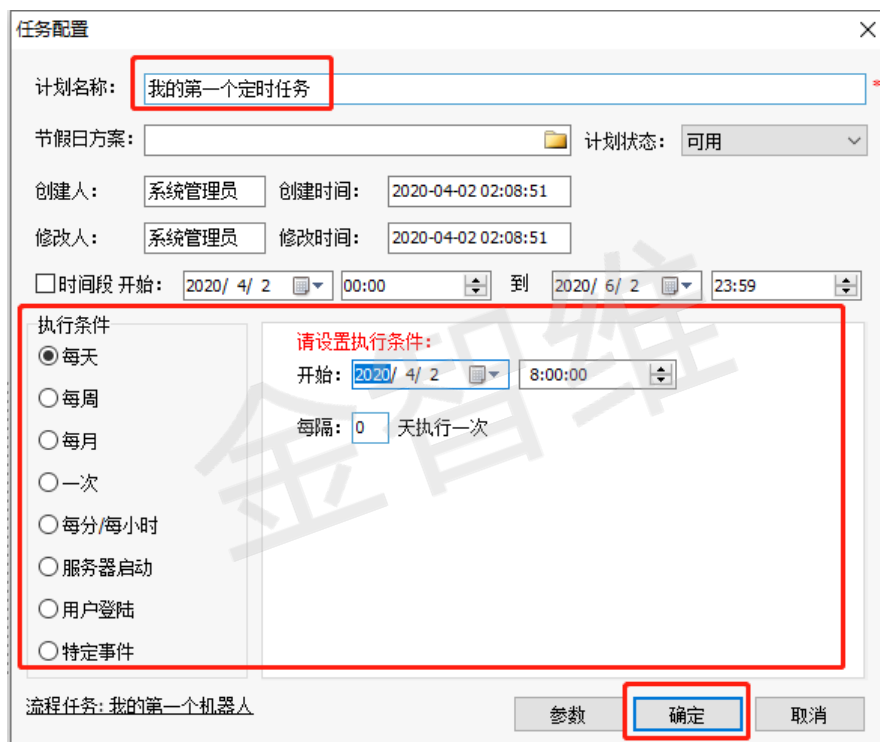 任务配置
计划名称： 我的第一个定时任务 *
节假日方案： 计划状态： 可用
创建人： 系统管理员 创建时间： 2020-04-02 02:08:51
修改人： 系统管理员 修改时间： 2020-04-02 02:08:51
时间段 开始： 2020/ 4/ 2 00:00 到 2020/ 6/ 2 23:59
执行条件
每天
每周
每月
一次
每分/每小时
服务器启动
用户登陆
特定事件
请设置执行条件：
开始： 2020/ 4/ 2 8:00:00
每隔： 0 天执行一次
金智维
流程任务: 我的第一个机器人
参数 确定 取消